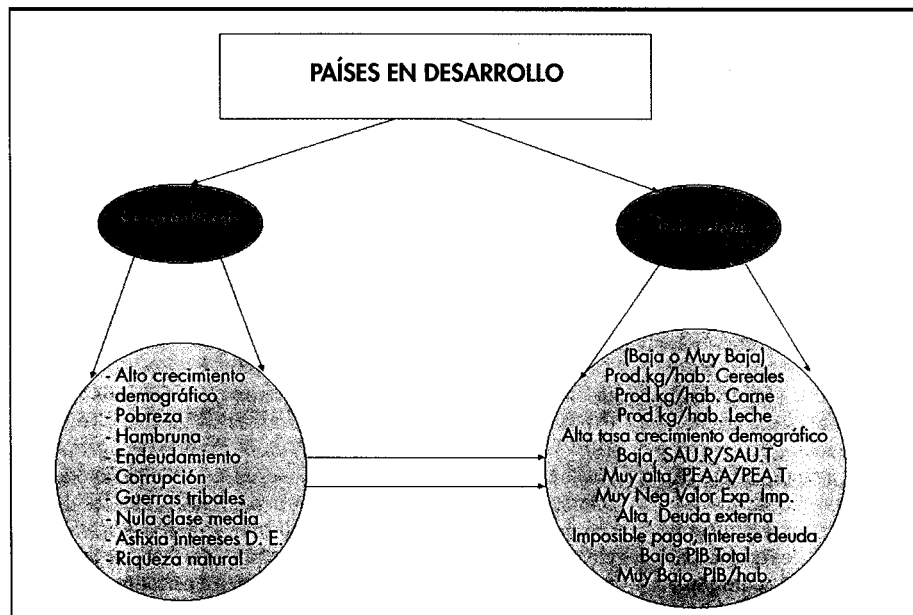 PAÍSES EN DESARROLLO
- Alto crecimiento
demográfico
- Pobreza
- Hambruna
- Endeudamiento
- Corrupción
- Guerras tribales
- Nula clase media
- Asfixia intereses D. E.
- Riqueza natural
(Baja o Muy Baja)
Prod.kg/hab. Cereales
Prod.kg/hab. Carne
Prod.kg/hab. Leche
Alta tasa crecimiento demográfico
Baja, SAU.R/SAU.T.
Muy alta, PEA.A/PEA.T
Muy Neg Valor Exp. Imp.
Alta, Deuda externa
Imposible pago, Interese deuda
Bajo, PIB Total
Muy Bajo, PIB/hab.